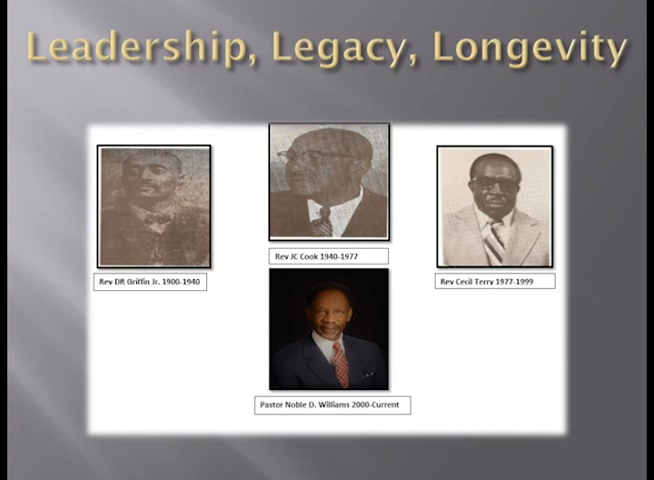 Leadership, Legacy, Longevity
Rev DR Griffin Jr. 1900-1940
Rev JC Cook 1940-1977
Rev Cecil Terry 1977-1999
Pastor Noble D. Williams 2000-Current